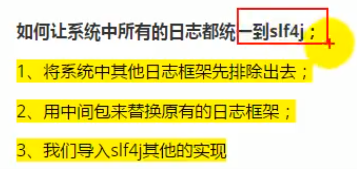 如何让系统中所有的日志都统一到slf4j；
1、将系统中其他日志框架先排除出去；
2、用中间包来替换原有的日志框架；
3、我们导入slf4j其他的实现